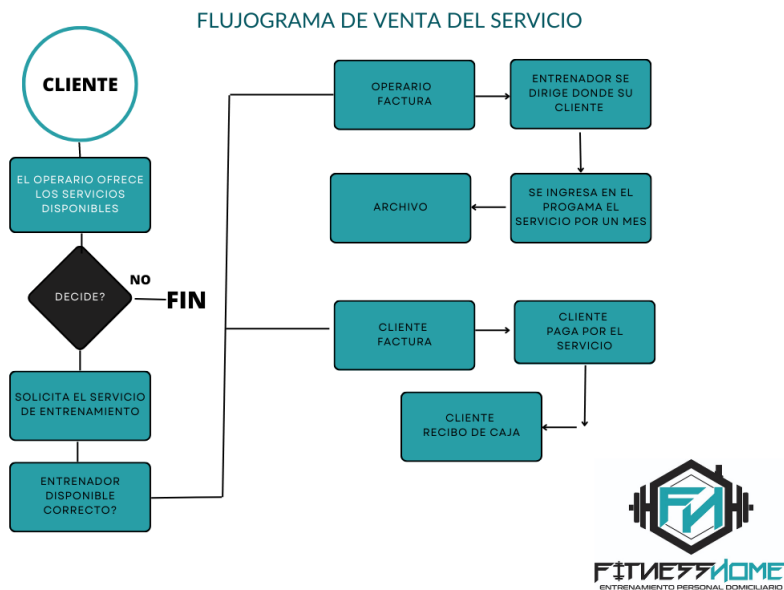 FLUJOGRAMA DE VENTA DEL SERVICIO
CLIENTE
EL OPERARIO OFRECE
LOS SERVICIOS
DISPONIBLES
DECIDE?
NO
FIN
SOLICITA EL SERVICIO
DE ENTRENAMIENTO
ENTRENADOR
DISPONIBLE
CORRECTO?
OPERARIO
FACTURA
ENTRENADOR SE
DIRIGE DONDE SU
CLIENTE
SE INGRESA EN EL
PROGAMA EL
SERVICIO POR UN MES
ARCHIVO
CLIENTE
FACTURA
CLIENTE
PAGA POR EL
SERVICIO
CLIENTE
RECIBO DE CAJA
FH
FITNESSHOME
ENTRENAMIENTO PERSONAL DOMICILIARIO